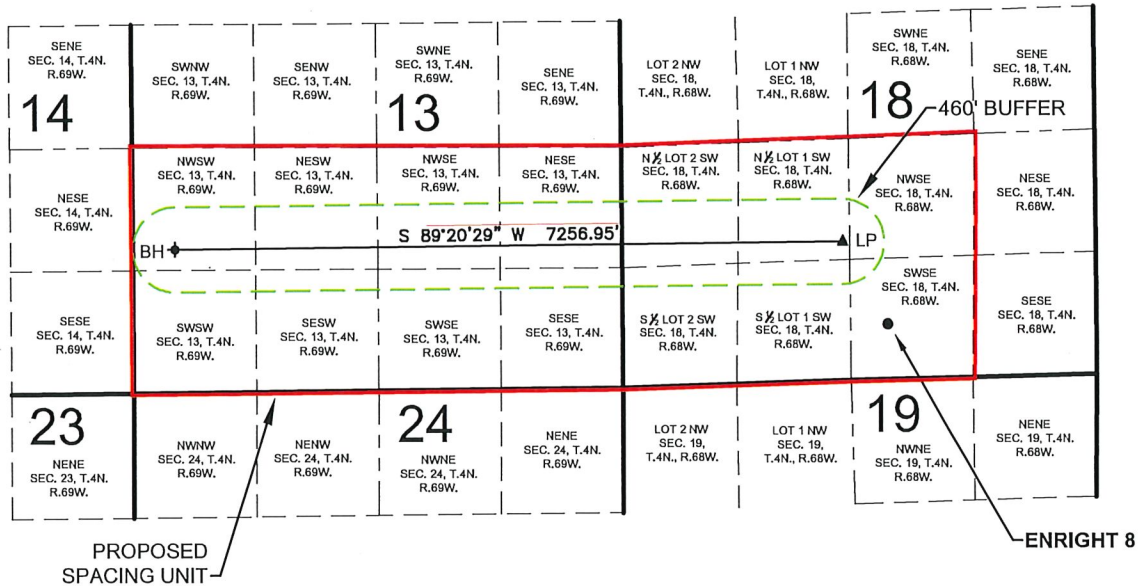 SENE
SEC. 14, T.4N.
R.69W.
14
SWNW
SEC. 13, T.4N.
R.69W.
SENW
SEC. 13, T.4N.
R.69W.
SWNE
SEC. 13, T.4N.
R.69W.
13
SENE
SEC. 13, T.4N.
R.69W.
LOT 2 NW
SEC. 18,
T.4N., R.68W.
LOT 1 NW
SEC. 18,
T.4N., R.68W.
SWNE
SEC. 18, T.4N.
R.68W.
18
SENE
SEC. 18, T.4N.
R.68W.
460' BUFFER
NESE
SEC. 14, T.4N.
R.69W.
NWSW
SEC. 13, T.4N.
R.69W.
NESW
SEC. 13, T.4N.
R.69W.
NWSE
SEC. 13, T.4N.
R.69W.
NESE
SEC. 13, T.4N.
R.69W.
N½ LOT 2 SW
SEC. 18, T.4N.
R.68W.
N½ LOT 1 SW
SEC. 18, T.4N.
R.68W.
NWSE
SEC. 18, T.4N.
R.68W.
NESE
SEC. 18, T.4N.
R.68W.
BH
S 89°20'29" W 7256.95'
LP
SESE
SEC. 14, T.4N.
R.69W.
SWSW
SEC. 13, T.4N.
R.69W.
SESW
SEC. 13, T.4N.
R.69W.
SWSE
SEC. 13, T.4N.
R.69W.
SESE
SEC. 13, T.4N.
R.69W.
S½ LOT 2 SW
SEC. 18, T.4N.
R.68W.
S½ LOT 1 SW
SEC. 18, T.4N.
R.68W.
SWSE
SEC. 18, T.4N.
R.68W.
SESE
SEC. 18, T.4N.
R.68W.
23
NENE
SEC. 23, T.4N.
R.69W.
NWNW
SEC. 24, T.4N.
R.69W.
NENW
SEC. 24, T.4N.
R.69W.
24
NWNE
SEC. 24, T.4N.
R.69W.
NENE
SEC. 24, T.4N.
R.69W.
LOT 2 NW
SEC. 19,
T.4N., R.68W.
LOT 1 NW
SEC. 19,
T.4N., R.68W.
19
NWNE
SEC. 19, T.4N.
R.68W.
NENE
SEC. 19, T.4N.
R.68W.
PROPOSED
SPACING UNIT
ENRIGHT 8